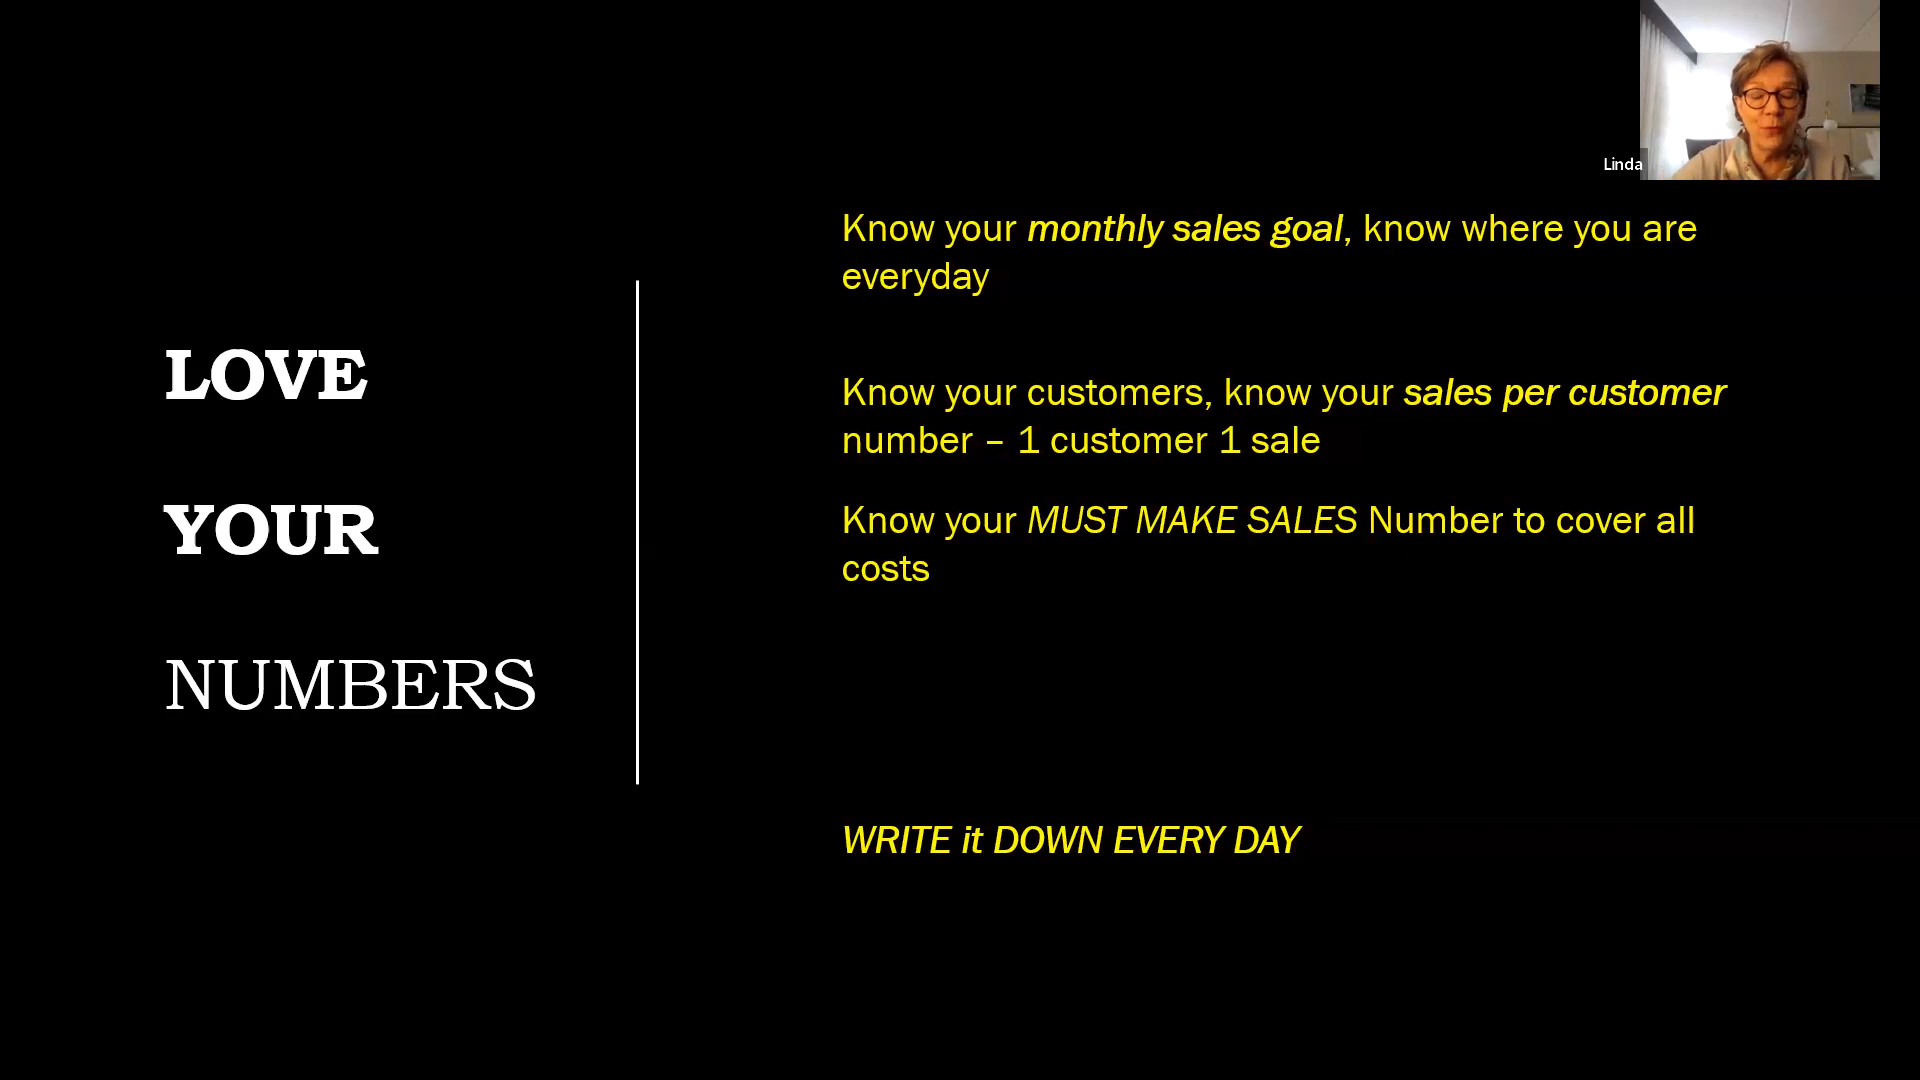 Linda
LOVE
YOUR
NUMBERS
Know your monthly sales goal, know where you are
everyday
Know your customers, know your sales per customer
number – 1 customer 1 sale
Know your MUST MAKE SALES Number to cover all
costs
WRITE it DOWN EVERY DAY